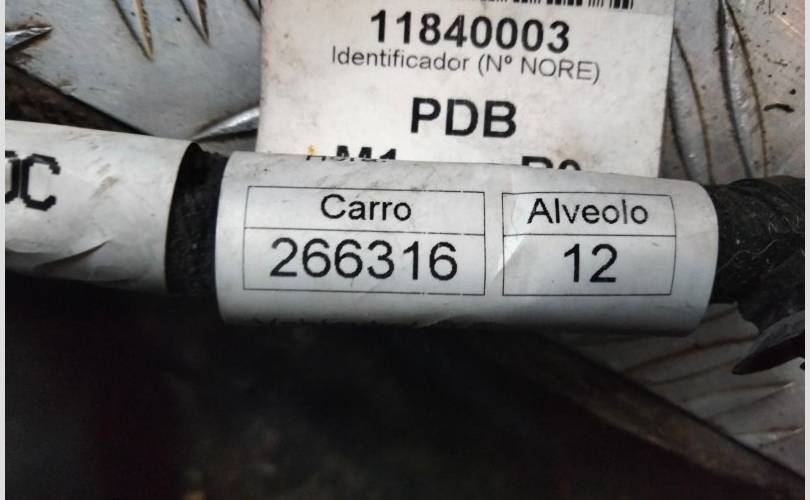 11840003
Identificador (Nº NORE)
PDB
Carro Alveolo
266316 12